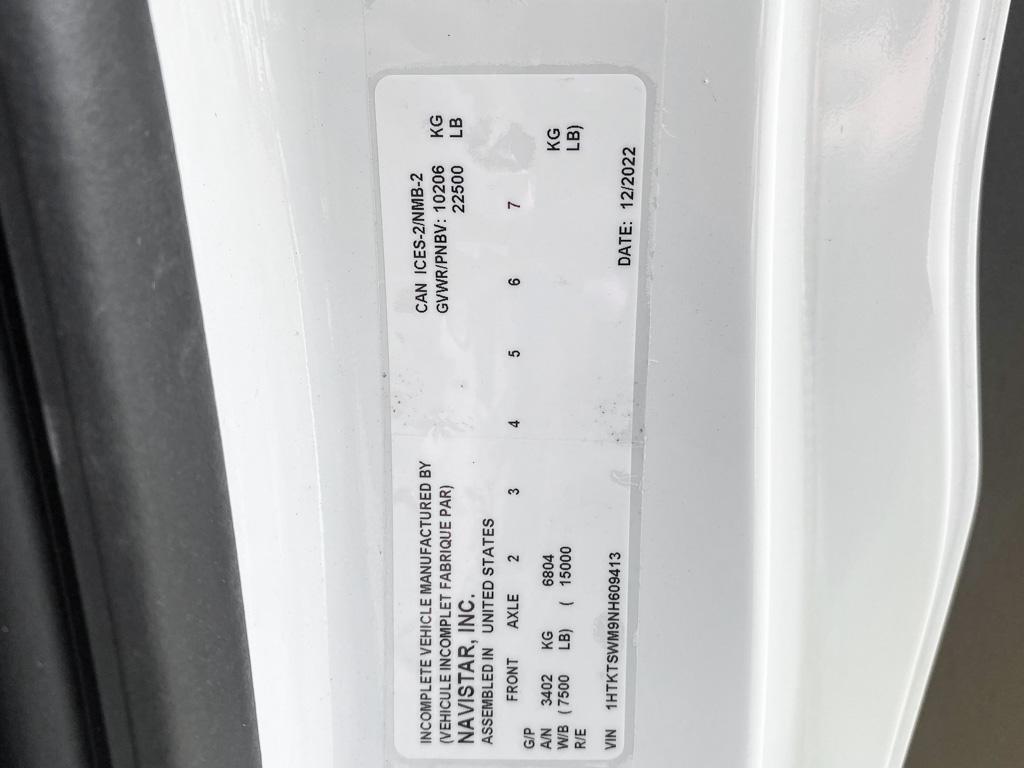 INCOMPLETE VEHICLE MANUFACTURED BY
(VEHICULE INCOMPLET FABRIQUE PAR)
NAVISTAR, INC.
ASSEMBLED IN UNITED STATES
CAN ICES-2/NMB-2
GVWR/PNBV: 10206 KG
22500 LB
FRONT AXLE 2 3 4 5 6 7
G/P
A/N 3402 KG 6804 KG
W/B ( 7500 LB) ( 15000 LB)
R/E
VIN 1HTKTSWM9NH609413 DATE: 12/2022